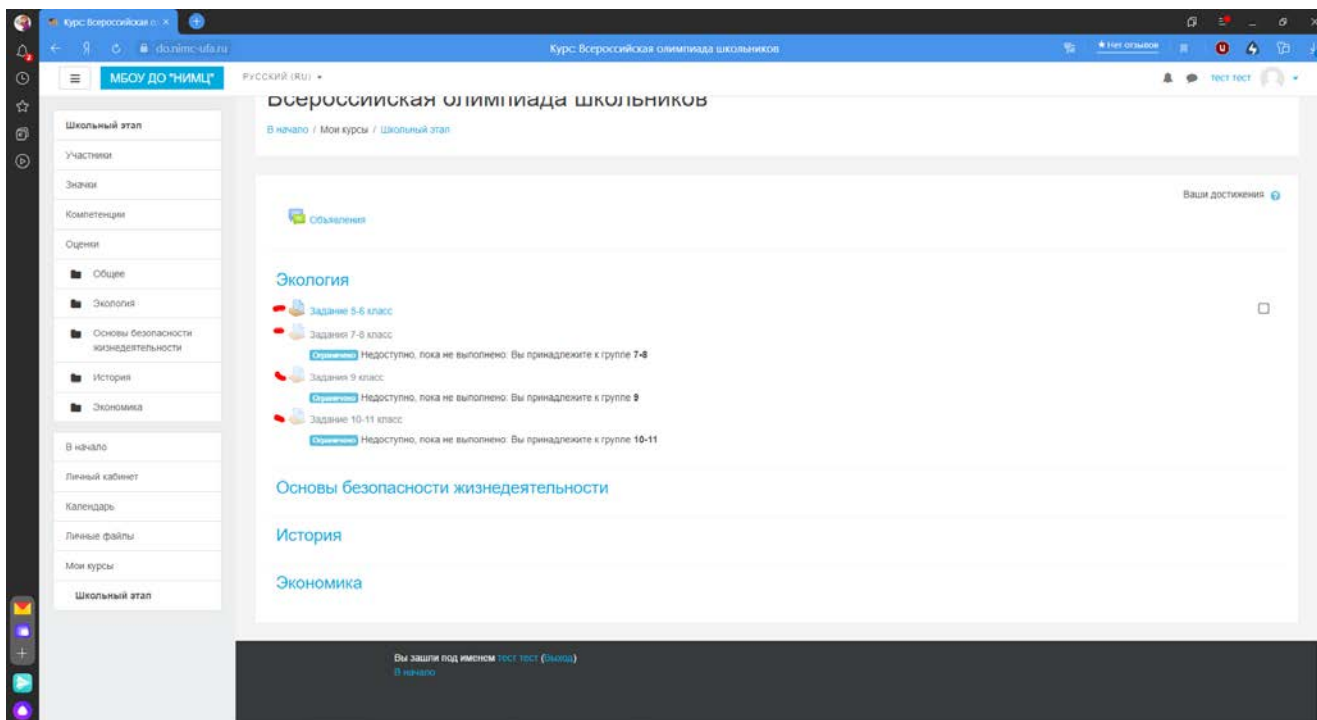 Курс: Всероссийская о
do.nimc-ufa.ru
Курс: Всероссийская олимпиада школьников
Нет отзывов
МБОУ ДО "НИМЦ"
РУССКИЙ (RU)
тест тест
Всероссийская олимпиада школьников
В начало / Мои курсы / Школьный этап
Школьный этап
Участники
Значки
Компетенции
Оценки
Общее
Экология
Основы безопасности
жизнедеятельности
История
Экономика
В начало
Личный кабинет
Календарь
Личные файлы
Мои курсы
Школьный этап
Ваши достижения
Объявления
Экология
Задание 5-6 класс
Задания 7-8 класс
Ограничено Недоступно, пока не выполнено: Вы принадлежите к группе 7-8
Задания 9 класс
Ограничено Недоступно, пока не выполнено: Вы принадлежите к группе 9
Задание 10-11 класс
Ограничено Недоступно, пока не выполнено: Вы принадлежите к группе 10-11
Основы безопасности жизнедеятельности
История
Экономика
Вы зашли под именем тест тест (Выход)
В начало